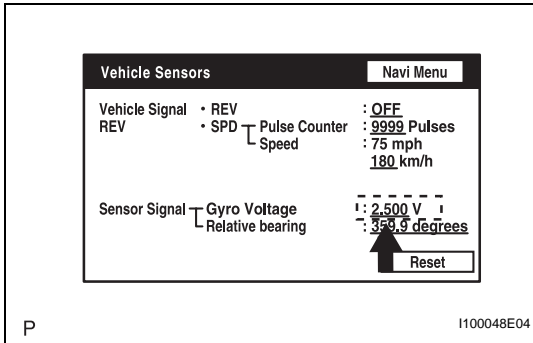 Vehicle Sensors Navi Menu
Vehicle Signal • REV : OFF
REV • SPD Pulse Counter : 9999 Pulses
Speed : 75 mph
180 km/h
Sensor Signal Gyro Voltage : 2.500 V
Relative bearing : 359.9 degrees
Reset
P I100048E04